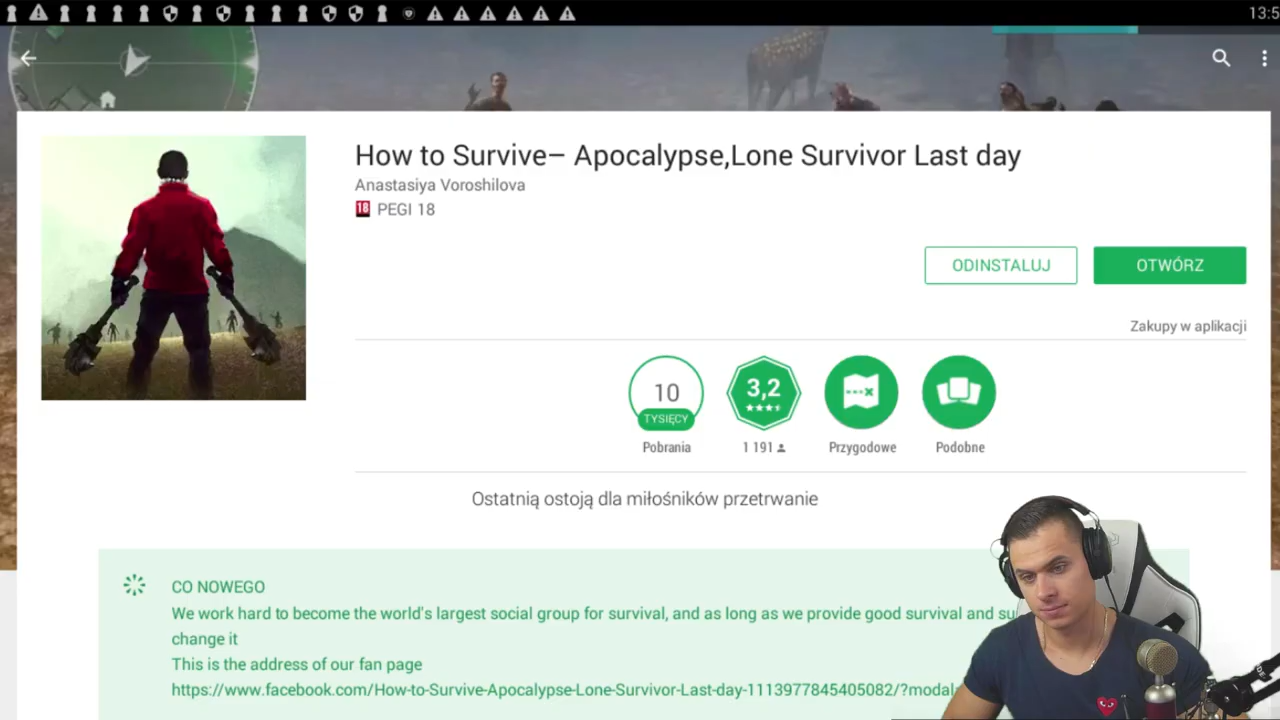 13:5
How to Survive– Apocalypse,Lone Survivor Last day
Anastasiya Voroshilova
18 PEGI 18
ODINSTALUJ
OTWÓRZ
Zakupy w aplikacji
10
TYSIĘCY
Pobrania
3,2
1 191
Przygodowe
Podobne
Ostatnią ostoją dla miłośników przetrwanie
CO NOWEGO
We work hard to become the world's largest social group for survival, and as long as we provide good survival and su
change it
This is the address of our fan page
https://www.facebook.com/How-to-Survive-Apocalypse-Lone-Survivor-Last-day-1113977845405082/?modal